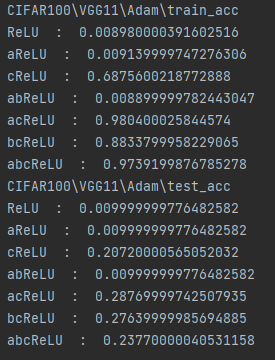 CIFAR100\VGG11\Adam\train_acc
ReLU  :  0.008980000391602516
aReLU  :  0.009139999747276306
cReLU  :  0.6875600218772888
abReLU  :  0.008899999782443047
acReLU  :  0.980400025844574
bcReLU  :  0.8833799958229065
abcReLU  :  0.9739199876785278
CIFAR100\VGG11\Adam\test_acc
ReLU  :  0.009999999776482582
aReLU  :  0.009999999776482582
cReLU  :  0.20720000565052032
abReLU  :  0.009999999776482582
acReLU  :  0.28769999742507935
bcReLU  :  0.27639999985694885
abcReLU  :  0.23770000040531158